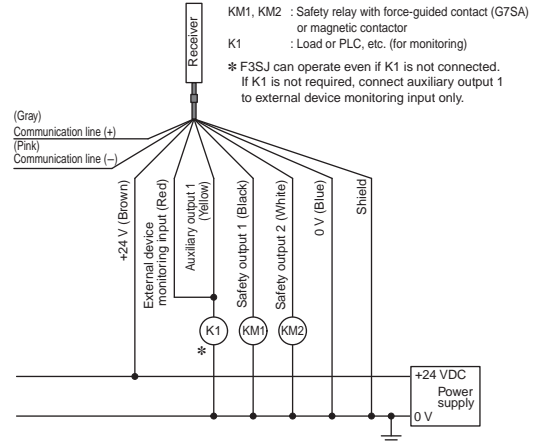 Receiver
KM1, KM2 : Safety relay with force-guided contact (G7SA)
or magnetic contactor
K1 : Load or PLC, etc. (for monitoring)
* F3SJ can operate even if K1 is not connected.
If K1 is not required, connect auxiliary output 1
to external device monitoring input only.
(Gray)
Communication line (+)
(Pink)
Communication line (−)
+24 V (Brown)
External device
monitoring input (Red)
Auxiliary output 1
(Yellow)
Safety output 1 (Black)
Safety output 2 (White)
0 V (Blue)
Shield
K1
*
KM1
KM2
+24 VDC
Power
supply
0 V